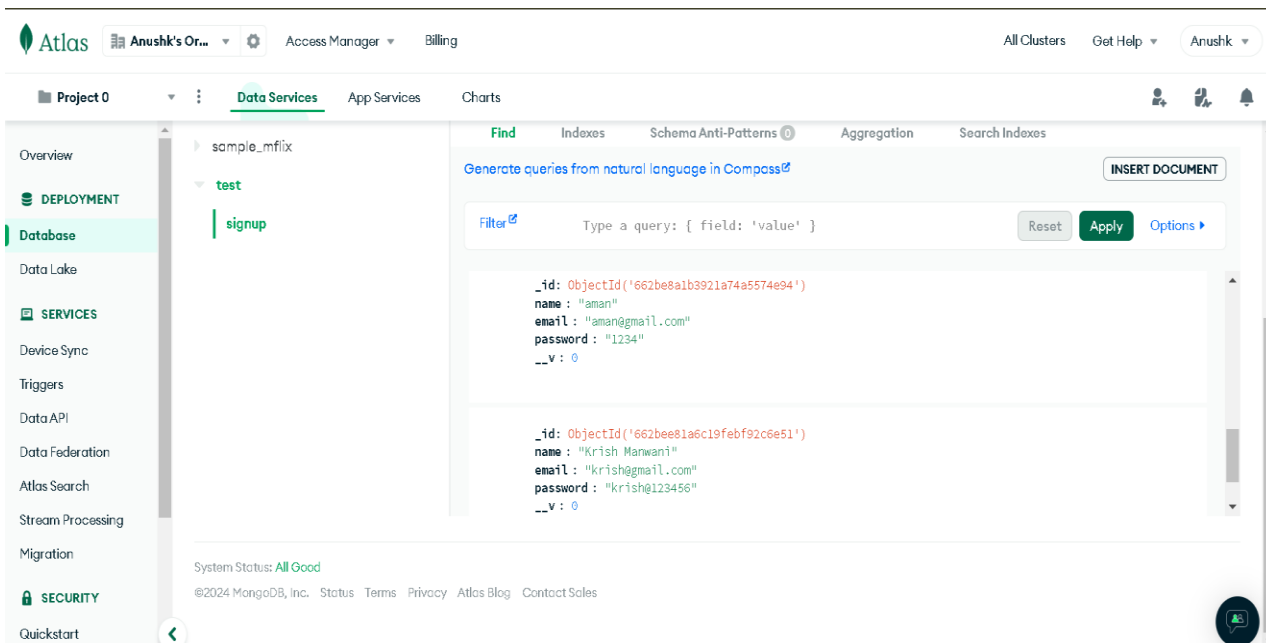 Atlas Anushk's Or... Access Manager Billing All Clusters Get Help Anushk
Project 0 Data Services App Services Charts
Overview
DEPLOYMENT
Database
Data Lake
SERVICES
Device Sync
Triggers
Data API
Data Federation
Atlas Search
Stream Processing
Migration
SECURITY
Quickstart
sample_mflix
test
signup
Find Indexes Schema Anti-Patterns 0 Aggregation Search Indexes
Generate queries from natural language in Compass
INSERT DOCUMENT
Filter Type a query: { field: 'value' } Reset Apply Options
_id: ObjectId('662be8a1b3921a74a5574e94')
name : "aman"
email : "aman@gmail.com"
password : "1234"
__v : 0
_id: ObjectId('662bee81a6c19febf92c6e51')
name : "Krish Manwani"
email : "krish@gmail.com"
password : "krish@123456"
__v : 0
System Status: All Good
©2024 MongoDB, Inc. Status Terms Privacy Atlas Blog Contact Sales